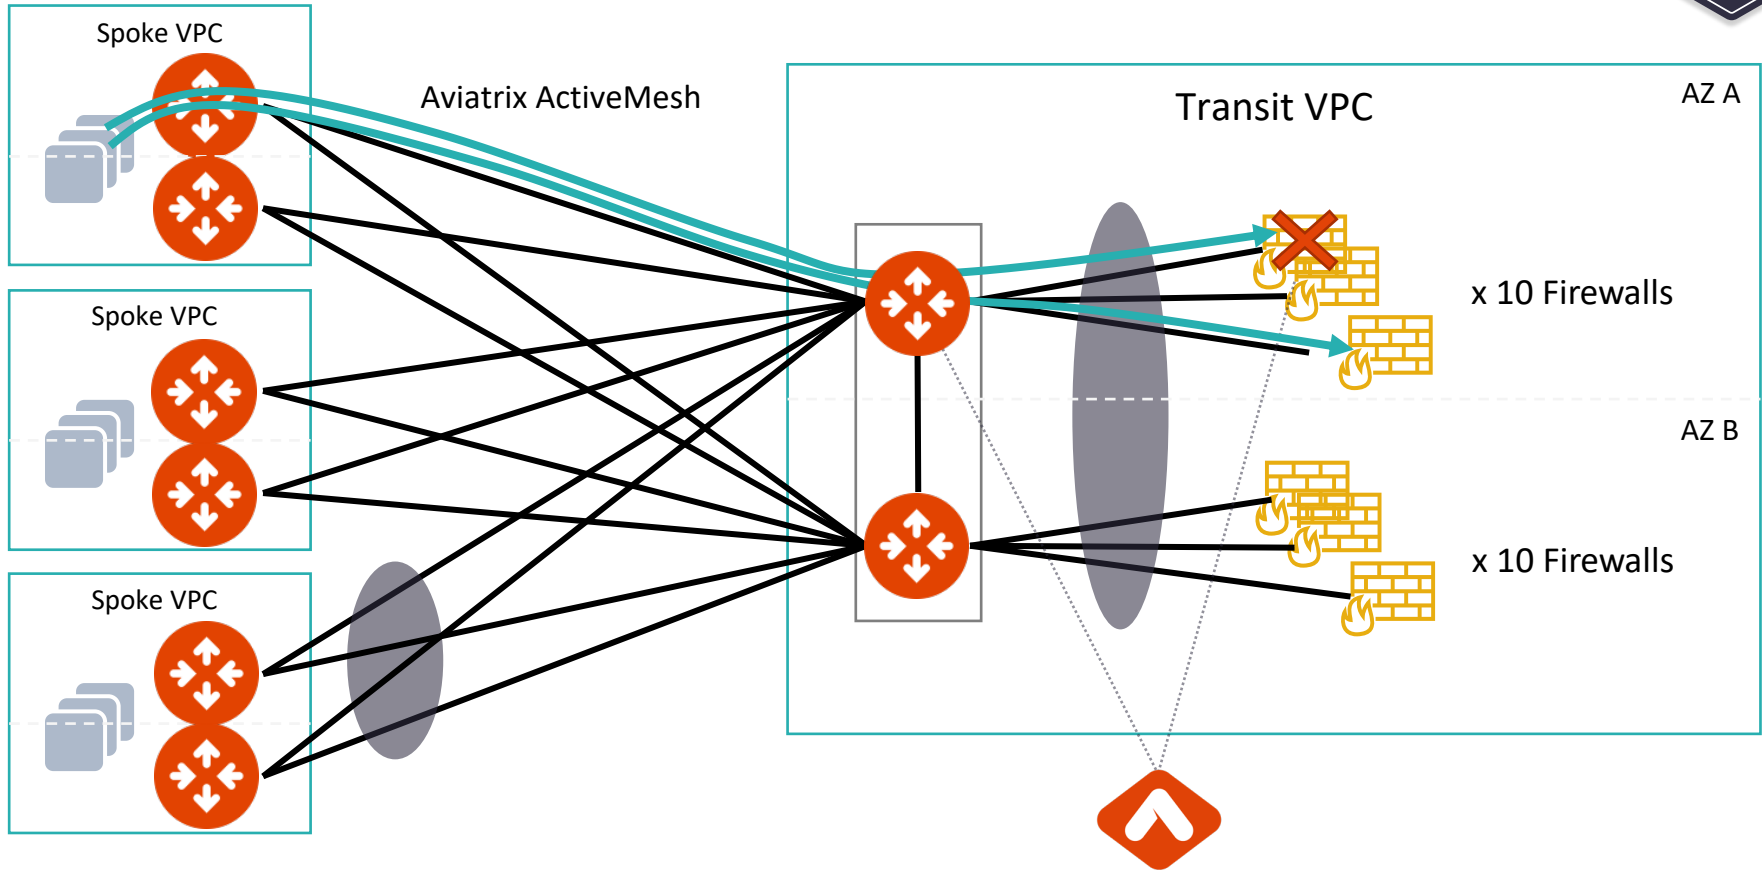 Spoke VPC
Aviatrix ActiveMesh
Transit VPC
AZ A
x 10 Firewalls
Spoke VPC
AZ B
x 10 Firewalls
Spoke VPC